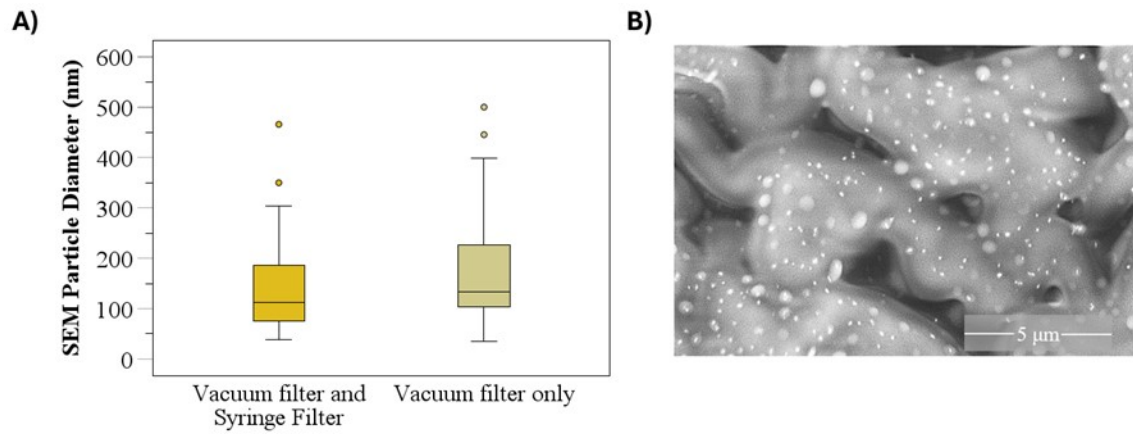 A)
SEM Particle Diameter (nm)
600
500
400
300
200
100
0
Vacuum filter and
Syringe Filter
Vacuum filter only
B)
5 μm